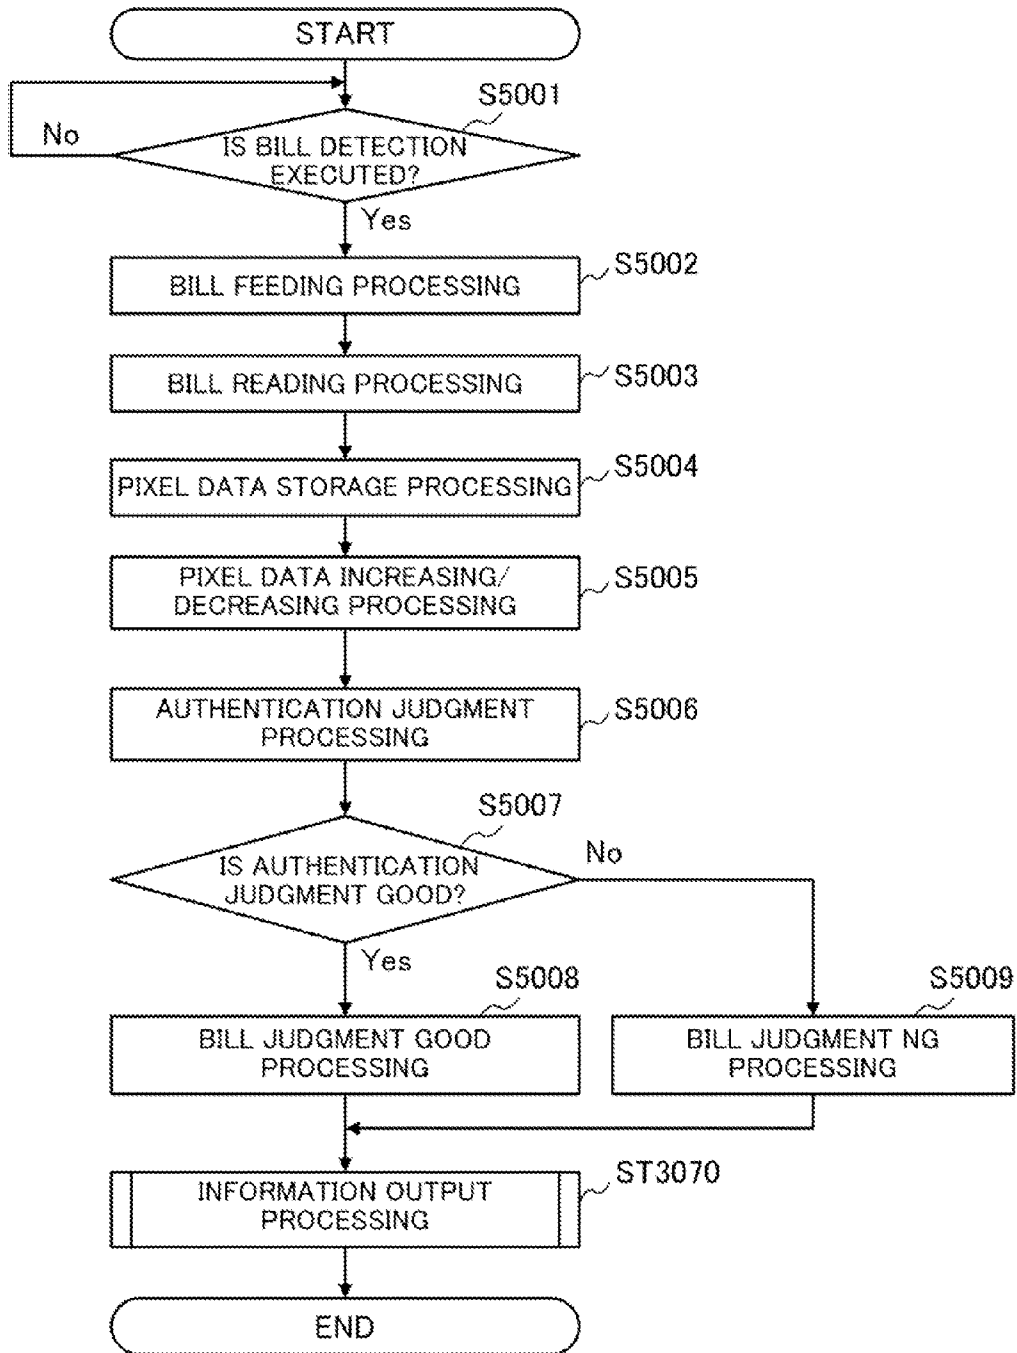 START
S5001
No
IS BILL DETECTION
EXECUTED?
Yes
BILL FEEDING PROCESSING
S5002
BILL READING PROCESSING
S5003
PIXEL DATA STORAGE PROCESSING
S5004
PIXEL DATA INCREASING/
DECREASING PROCESSING
S5005
AUTHENTICATION JUDGMENT
PROCESSING
S5006
S5007
IS AUTHENTICATION
JUDGMENT GOOD?
No
Yes
S5008
S5009
BILL JUDGMENT GOOD
PROCESSING
BILL JUDGMENT NG
PROCESSING
INFORMATION OUTPUT
PROCESSING
ST3070
END